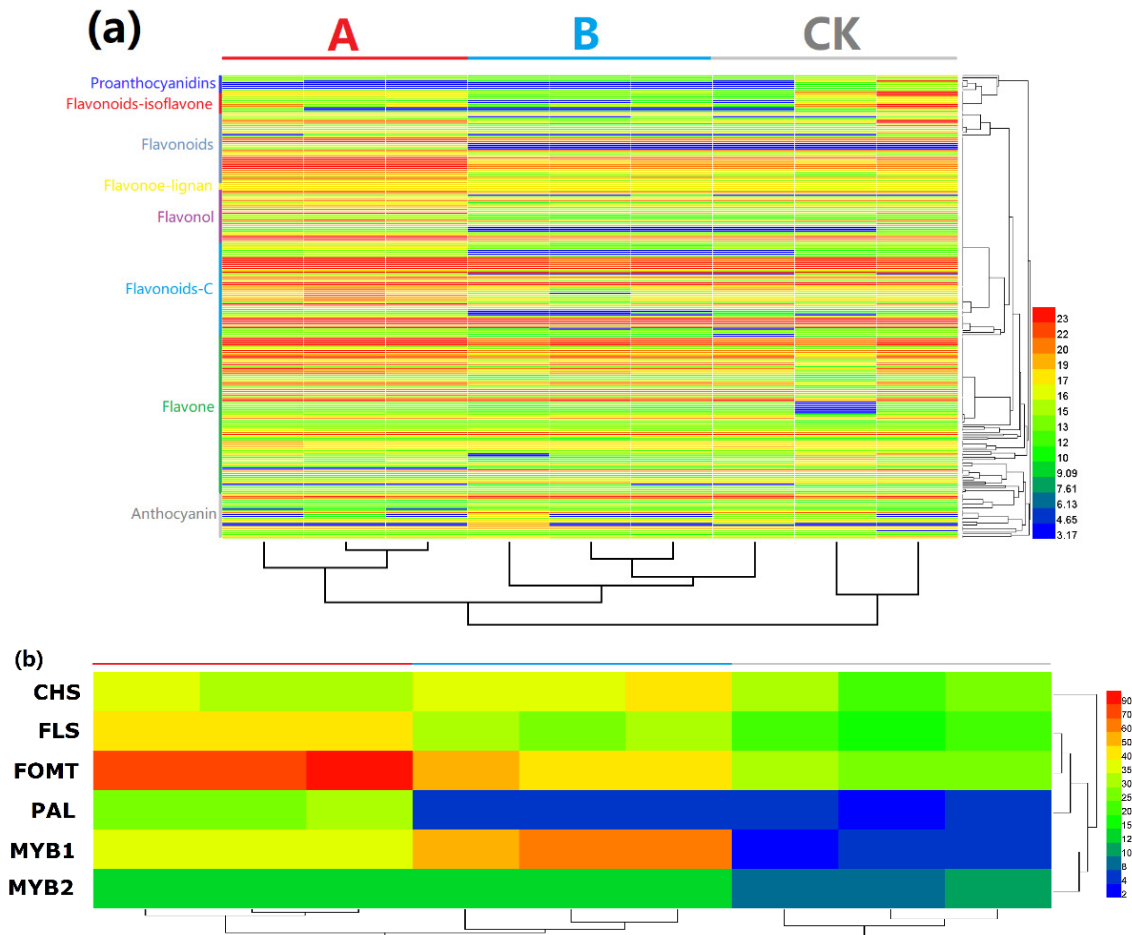 (a)
A B CK
Proanthocyanidins
Flavonoids-isoflavone
Flavonoids
Flavonoe-lignan
Flavonol
Flavonoids-C
Flavone
Anthocyanin
23
22
20
19
17
16
15
13
12
10
9.09
7.61
6.13
4.65
3.17
(b)
CHS
FLS
FOMT
PAL
MYB1
MYB2
90
70
60
50
40
35
30
25
20
15
12
10
8
4
2